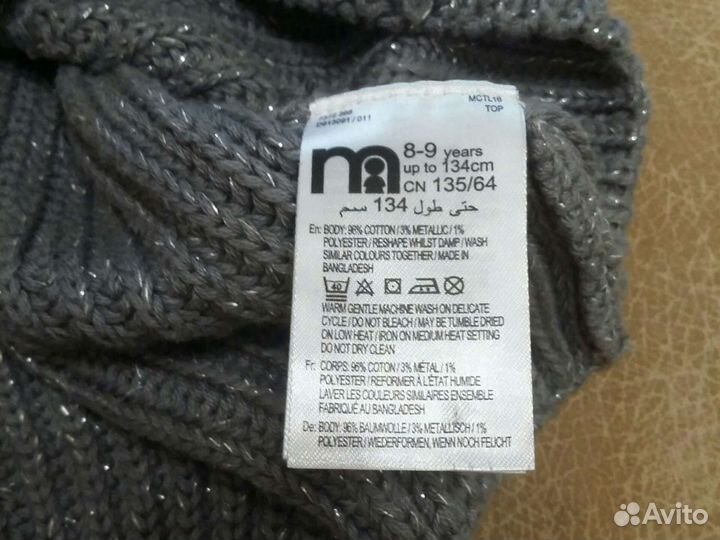 MCTL16
TOP
D913091 / 011
m
8-9 years
up to 134cm
CN 135/64
حتى طول 134 سم
En: BODY: 96% COTTON / 3% METALLIC / 1%
POLYESTER / RESHAPE WHILST DAMP / WASH
SIMILAR COLOURS TOGETHER / MADE IN
BANGLADESH
40
WARM GENTLE MACHINE WASH ON DELICATE
CYCLE / DO NOT BLEACH / MAY BE TUMBLE DRIED
ON LOW HEAT / IRON ON MEDIUM HEAT SETTING
DO NOT DRY CLEAN
Fr: CORPS: 96% COTON / 3% MÉTAL / 1%
POLYESTER / REFORMER À L'ÉTAT HUMIDE
LAVER LES COULEURS SIMILAIRES ENSEMBLE
FABRIQUÉ AU BANGLADESH
De: BODY: 96% BAUMWOLLE / 3% METALLISCH / 1%
POLYESTER / WIEDERFORMEN, WENN NOCH FEUCHT
Avito